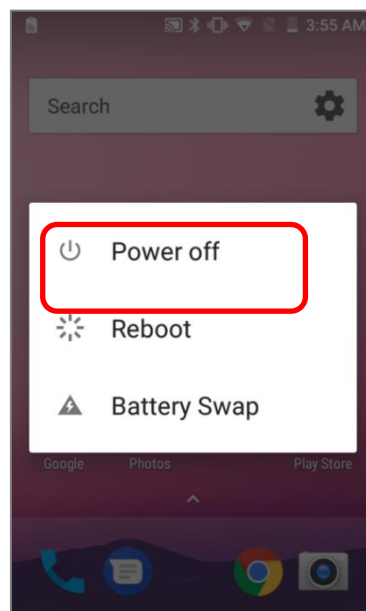 3:55 AM
Search
Power off
Reboot
Battery Swap
Google Photos Play Store